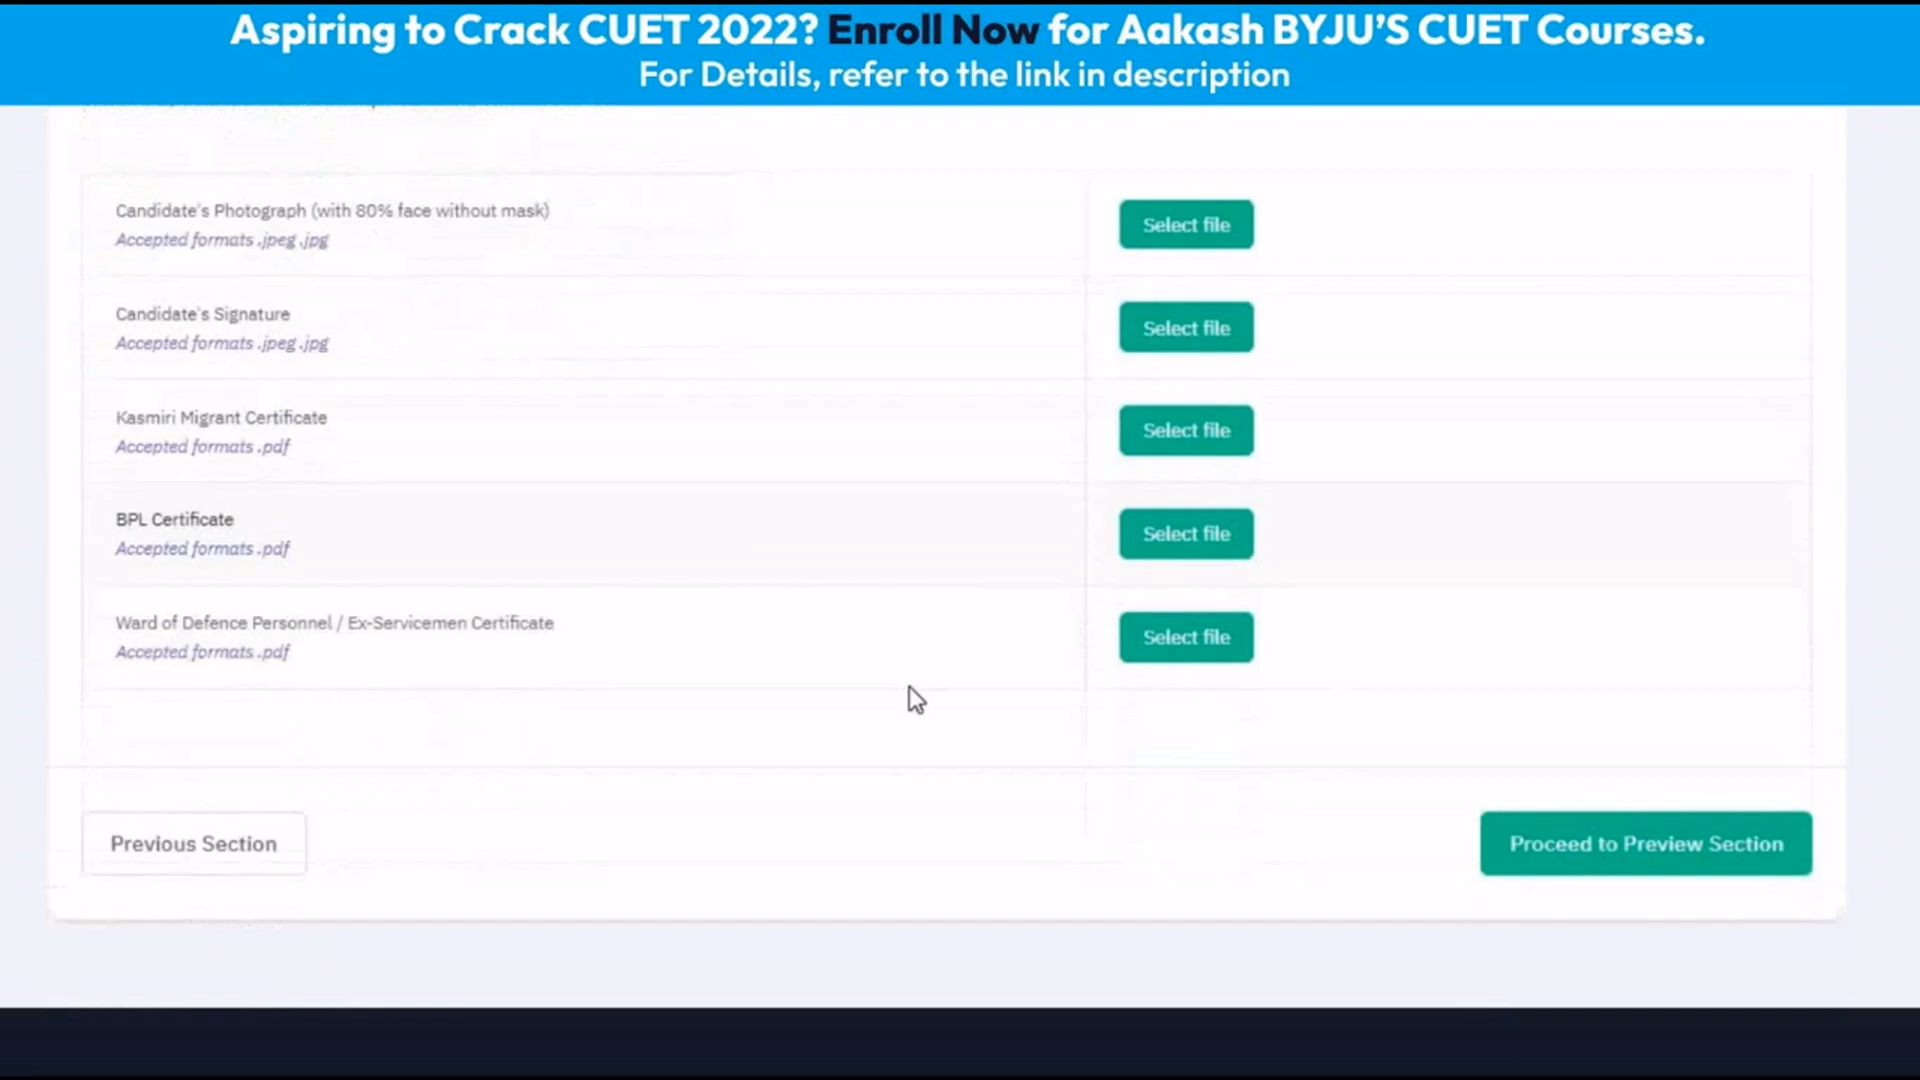 Aspiring to Crack CUET 2022? Enroll Now for Aakash BYJU'S CUET Courses.
For Details, refer to the link in description
Candidate's Photograph (with 80% face without mask)
Accepted formats .jpeg .jpg
Select file
Candidate's Signature
Accepted formats .jpeg .jpg
Select file
Kasmiri Migrant Certificate
Accepted formats .pdf
Select file
BPL Certificate
Accepted formats .pdf
Select file
Ward of Defence Personnel / Ex-Servicemen Certificate
Accepted formats .pdf
Select file
Previous Section
Proceed to Preview Section